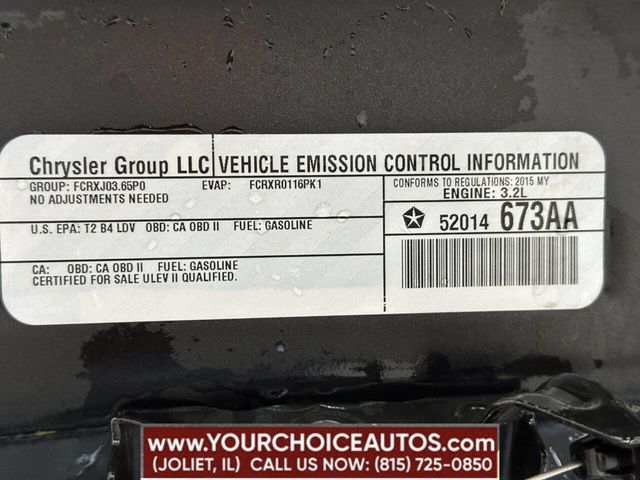 Chrysler Group LLC VEHICLE EMISSION CONTROL INFORMATION
GROUP: FCRXJ03.65P0 EVAP: FCRXR0116PK1
NO ADJUSTMENTS NEEDED
CONFORMS TO REGULATIONS: 2015 MY
ENGINE: 3.2L
52014 673AA
U.S. EPA: T2 B4 LDV OBD: CA OBD II FUEL: GASOLINE
CA: OBD: CA OBD II FUEL: GASOLINE
CERTIFIED FOR SALE ULEV II QUALIFIED.
WWW.YOURCHOICEAUTOS.COM
(JOLIET, IL) CALL US NOW: (815) 725-0850